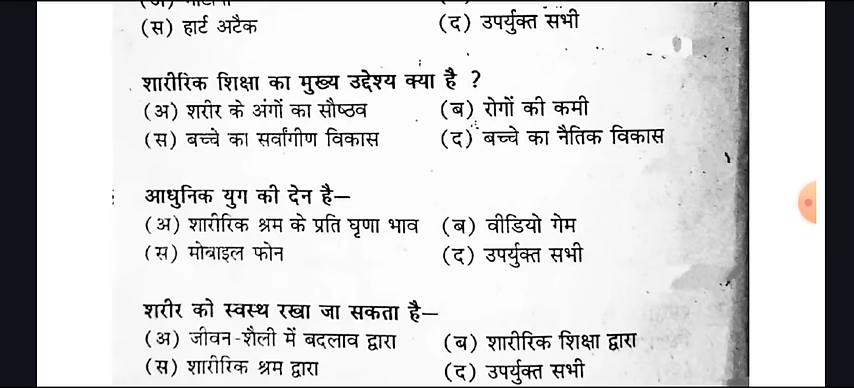 (स) हार्ट अटैक (द) उपर्युक्त सभी
शारीरिक शिक्षा का मुख्य उद्देश्य क्या है ?
(अ) शरीर के अंगों का सौष्ठव (ब) रोगों की कमी
(स) बच्चे का सर्वांगीण विकास (द) बच्चे का नैतिक विकास
आधुनिक युग की देन है—
(अ) शारीरिक श्रम के प्रति घृणा भाव (ब) वीडियो गेम
(स) मोबाइल फोन (द) उपर्युक्त सभी
शरीर को स्वस्थ रखा जा सकता है—
(अ) जीवन-शैली में बदलाव द्वारा (ब) शारीरिक शिक्षा द्वारा
(स) शारीरिक श्रम द्वारा (द) उपर्युक्त सभी